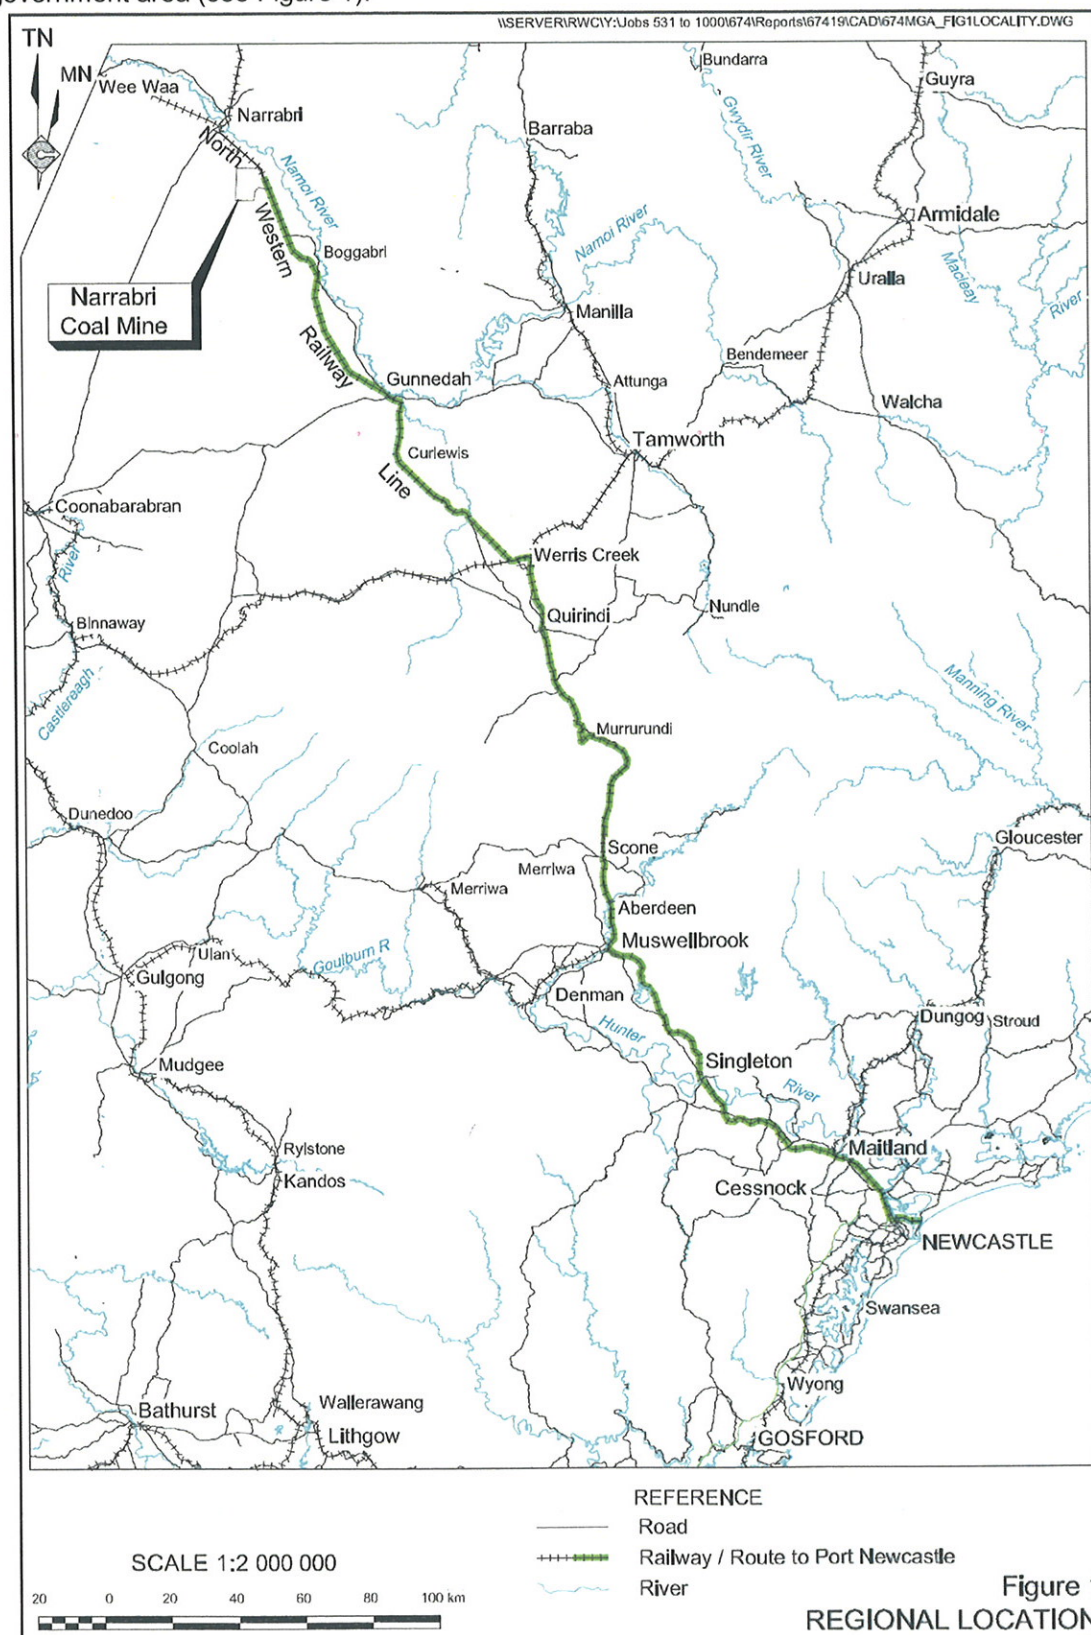 government area (see Figure 1).
\\SERVER\RWC\Y:\Jobs 531 to 1000\674\Reports\67419\CAD\674MGA_FIG1LOCALITY.DWG
TN
MN
Bundarra
Guyra
Wee Waa
Narrabri
Gwydir River
Barraba
North
Namoi River
Armidale
Namoi River
Western
Boggabri
Macleay
River
Uralla
Narrabri
Coal Mine
Manilla
Railway
Bendemeer
Gunnedah
Attunga
Walcha
Tamworth
Curlewis
Line
Coonabarabran
Werris Creek
River
Nundle
Quirindi
Binnaway
Castlereagh
Manning River
Murrurundi
Coolah
Dunedoo
Gloucester
Scone
Merriwa
Merriwa
Aberdeen
Muswellbrook
Ulan
Goulburn R
Gulgong
Denman
Dungog
Stroud
Hunter
Singleton
Mudgee
River
Maitland
Rylstone
Kandos
Cessnock
NEWCASTLE
Swansea
Wyong
Wallerawang
Bathurst
Lithgow
GOSFORD
REFERENCE
Road
Railway / Route to Port Newcastle
River
SCALE 1:2 000 000
20 0 20 40 60 80 100 km
Figure
REGIONAL LOCATION